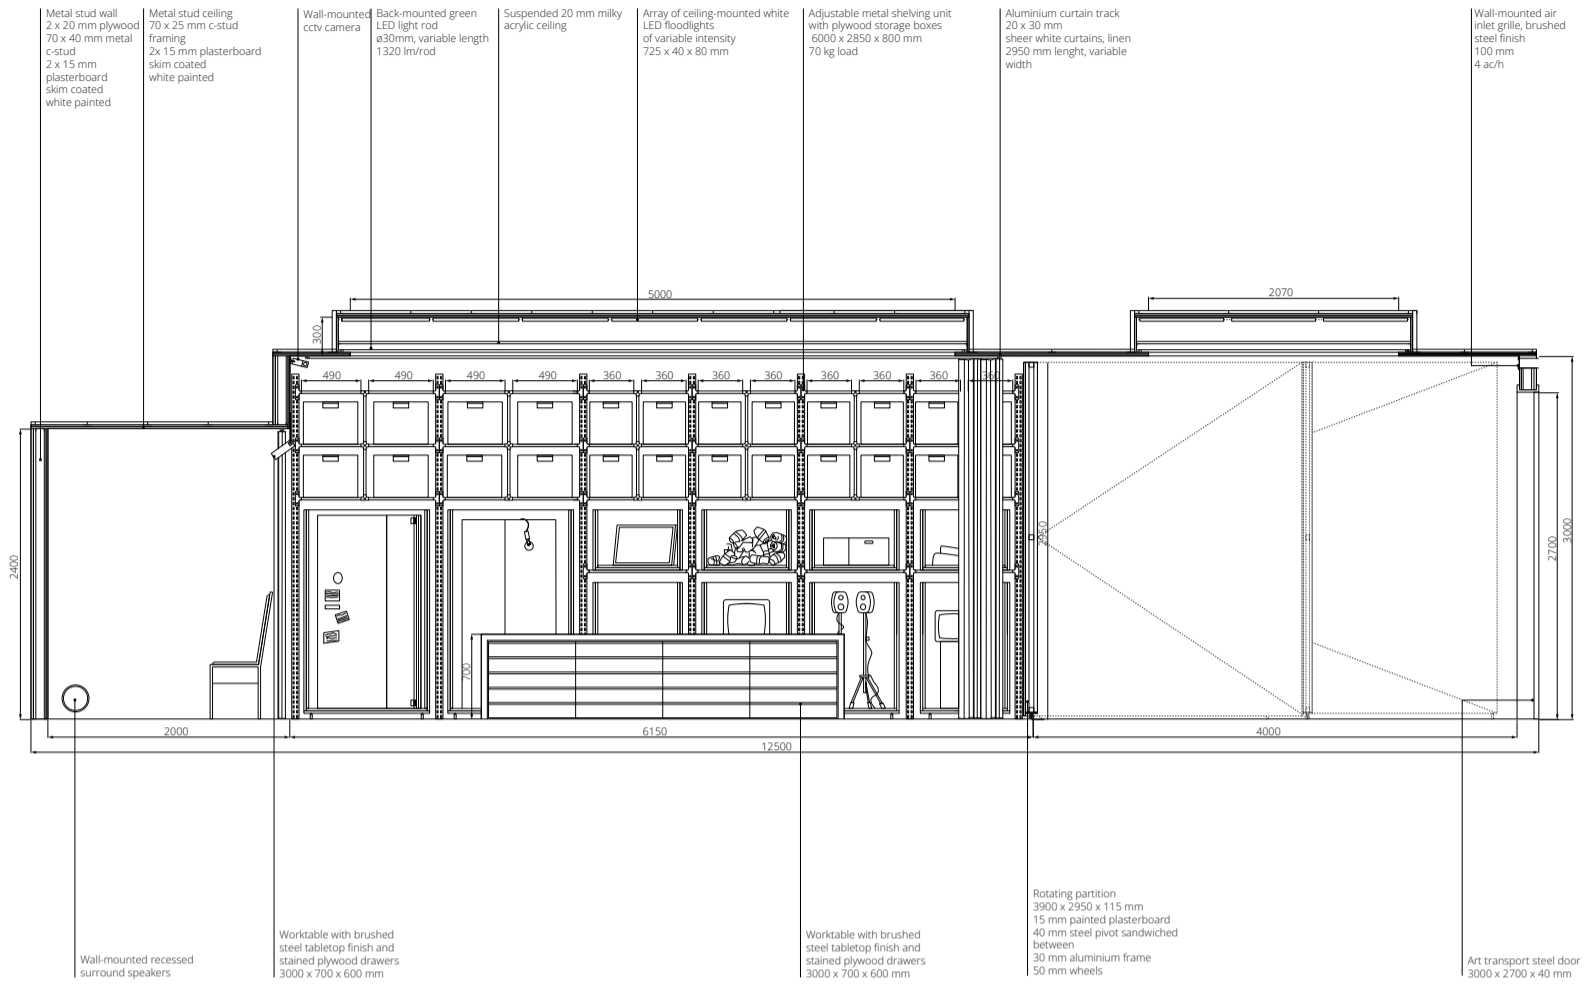 Metal stud wall
2 x 20 mm plywood
70 x 40 mm metal
c-stud
2 x 15 mm
plasterboard
skim coated
white painted
Metal stud ceiling
70 x 25 mm c-stud
framing
2x 15 mm plasterboard
skim coated
white painted
Wall-mounted
cctv camera
Back-mounted green
LED light rod
ø30mm, variable length
1320 lm/rod
Suspended 20 mm milky
acrylic ceiling
Array of ceiling-mounted white
LED floodlights
of variable intensity
725 x 40 x 80 mm
Adjustable metal shelving unit
with plywood storage boxes
6000 x 2850 x 800 mm
70 kg load
Aluminium curtain track
20 x 30 mm
sheer white curtains, linen
2950 mm lenght, variable
width
Wall-mounted air
inlet grille, brushed
steel finish
100 mm
4 ac/h
5000
2070
300
490
490
490
490
360
360
360
360
360
360
360
360
2400
700
2950
2700
3000
2000
6150
4000
12500
Wall-mounted recessed
surround speakers
Worktable with brushed
steel tabletop finish and
stained plywood drawers
3000 x 700 x 600 mm
Worktable with brushed
steel tabletop finish and
stained plywood drawers
3000 x 700 x 600 mm
Rotating partition
3900 x 2950 x 115 mm
15 mm painted plasterboard
40 mm steel pivot sandwiched
between
30 mm aluminium frame
50 mm wheels
Art transport steel door
3000 x 2700 x 40 mm